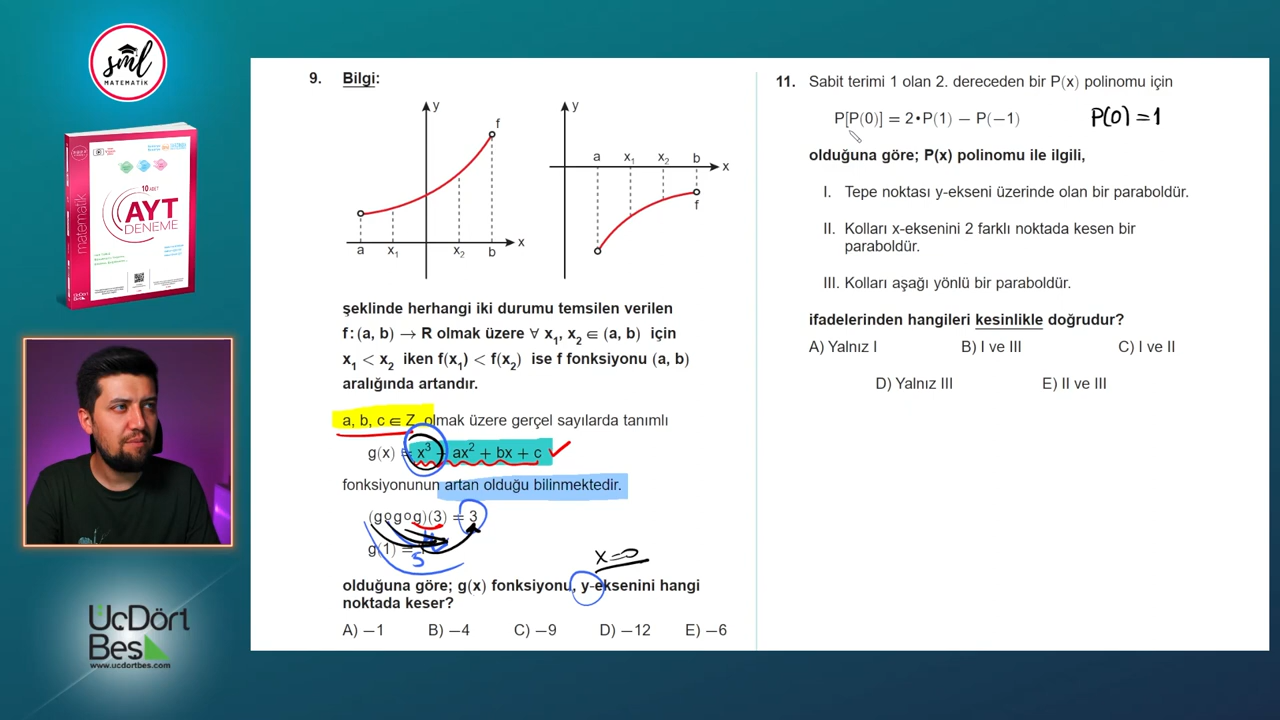 sml
MATEMATİK
matematik
10 ADET
AYT
DENEME
ÜçDörtBeş
ÜçDört
Beş
www.ucdortbes.com
9. Bilgi:
y
f
a
x₁
x₂
b
x
y
a
x₁
x₂
b
x
f
şeklinde herhangi iki durumu temsilen verilen
f: (a, b) → R olmak üzere ∀ x₁, x₂ ∈ (a, b) için
x₁ < x₂ iken f(x₁) < f(x₂) ise f fonksiyonu (a, b)
aralığında artandır.
a, b, c ∈ Z olmak üzere gerçel sayılarda tanımlı
g(x) = x³ + ax² + bx + c
fonksiyonunun artan olduğu bilinmektedir.
(gogog)(3) = 3
g(1) =
5
x=0
olduğuna göre; g(x) fonksiyonu, y-eksenini hangi
noktada keser?
A) −1 B) −4 C) −9 D) −12 E) −6
11. Sabit terimi 1 olan 2. dereceden bir P(x) polinomu için
P[P(0)] = 2•P(1) − P(−1) P(0) = 1
olduğuna göre; P(x) polinomu ile ilgili,
I. Tepe noktası y-ekseni üzerinde olan bir paraboldür.
II. Kolları x-eksenini 2 farklı noktada kesen bir
paraboldür.
III. Kolları aşağı yönlü bir paraboldür.
ifadelerinden hangileri kesinlikle doğrudur?
A) Yalnız I B) I ve III C) I ve II
D) Yalnız III E) II ve III